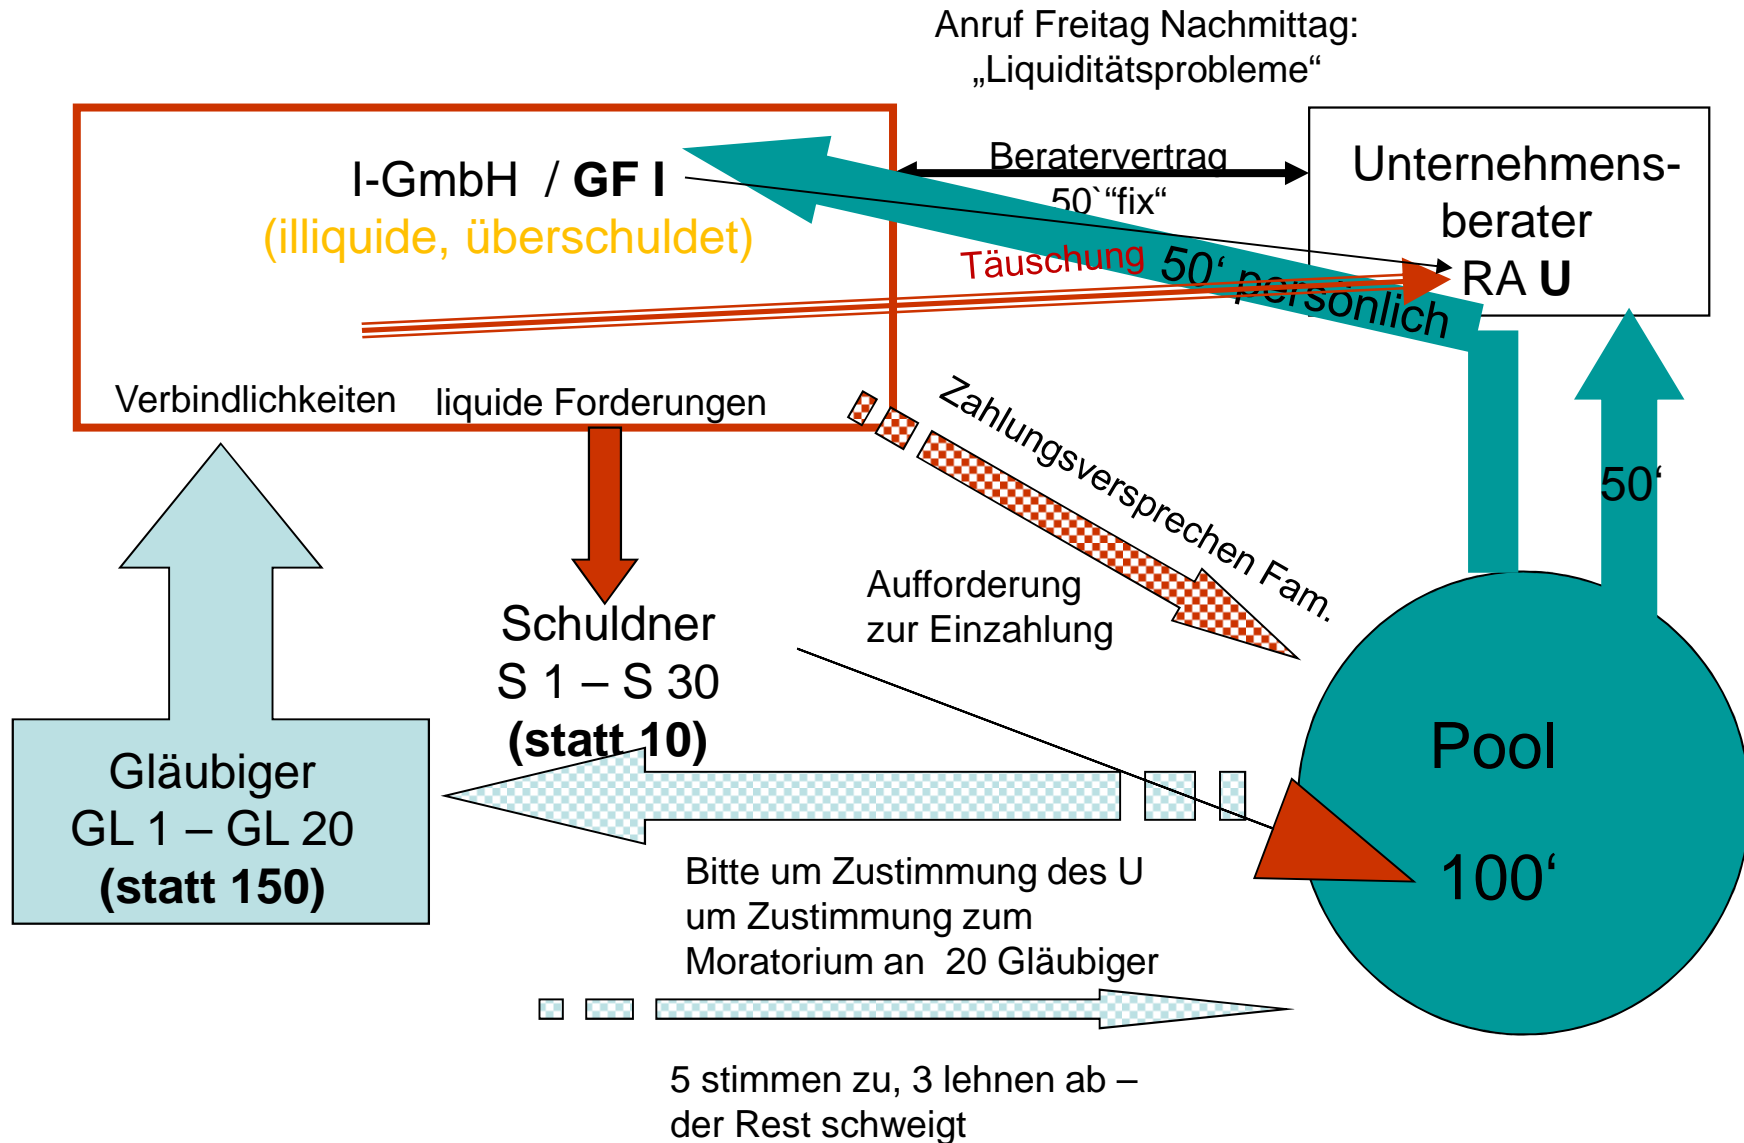 Anruf Freitag Nachmittag:
„Liquiditätsprobleme“
I-GmbH / GF I
(illiquide, überschuldet)
Beratervertrag
50`“fix“
Unternehmens-
berater
RA U
Täuschung
50‘ persönlich
Verbindlichkeiten
liquide Forderungen
Zahlungsversprechen Fam.
50‘
Aufforderung
zur Einzahlung
Schuldner
S 1 – S 30
(statt 10)
Gläubiger
GL 1 – GL 20
(statt 150)
Pool
100‘
Bitte um Zustimmung des U
um Zustimmung zum
Moratorium an 20 Gläubiger
5 stimmen zu, 3 lehnen ab –
der Rest schweigt